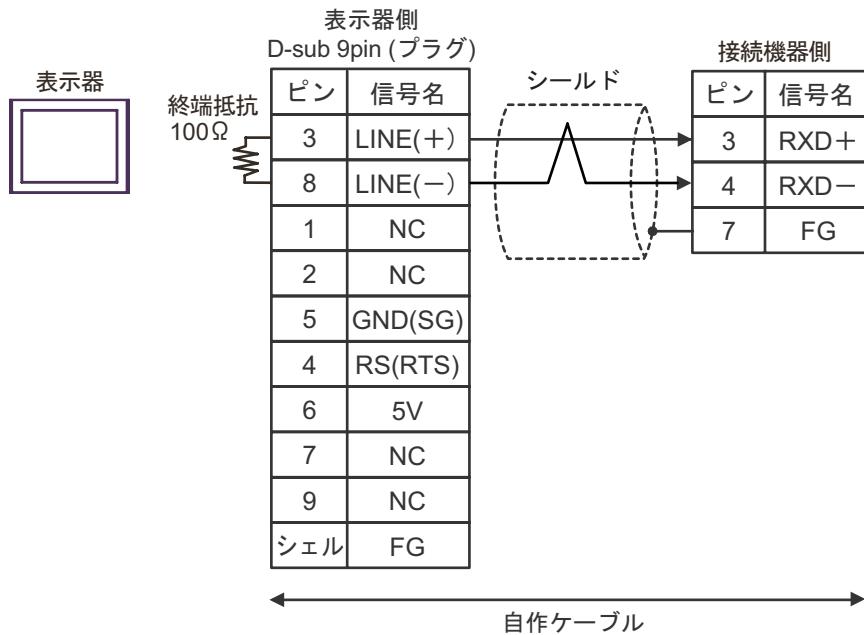 表示器側
D-sub 9pin (プラグ)
表示器
終端抵抗
100Ω
シールド
接続機器側
ピン 信号名
3 LINE(+)
8 LINE(-)
1 NC
2 NC
5 GND(SG)
4 RS(RTS)
6 5V
7 NC
9 NC
シェル FG
ピン 信号名
3 RXD+
4 RXD-
7 FG
自作ケーブル